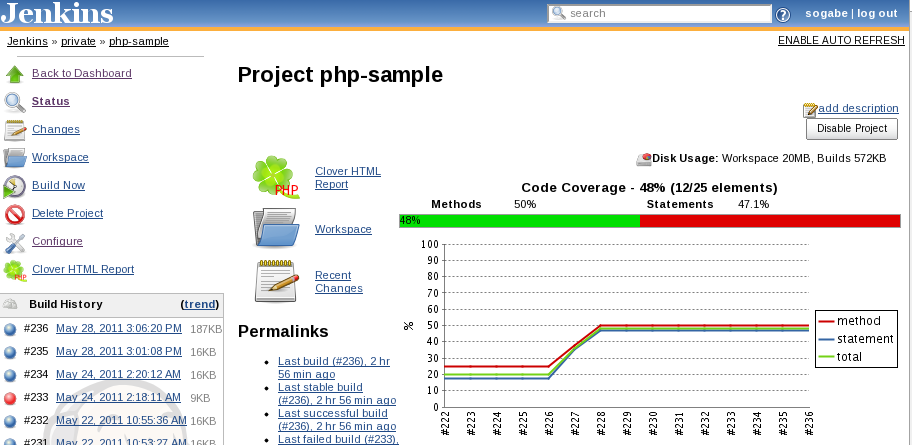 Jenkins
search
sogabe | log out
Jenkins » private » php-sample
ENABLE AUTO REFRESH
Back to Dashboard
Status
Changes
Workspace
Build Now
Delete Project
Configure
PHP
Clover HTML Report
Build History
(trend)
#236 May 28, 2011 3:06:20 PM 187KB
#235 May 28, 2011 3:01:08 PM 16KB
#234 May 24, 2011 2:20:12 AM 16KB
#233 May 24, 2011 2:18:11 AM 9KB
#232 May 22, 2011 10:55:36 AM 16KB
#231 May 22, 2011 10:53:27 AM 16KB
Project php-sample
add description
Disable Project
Disk Usage: Workspace 20MB, Builds 572KB
PHP
Clover HTML
Report
Workspace
Recent
Changes
Permalinks
Last build (#236), 2 hr
56 min ago
Last stable build
(#236), 2 hr 56 min ago
Last successful build
(#236), 2 hr 56 min ago
Last failed build (#233),
Code Coverage - 48% (12/25 elements)
Methods 50% Statements 47.1%
48%
%
100
90
80
70
60
50
40
30
20
10
0
#222
#223
#224
#225
#226
#227
#228
#229
#230
#231
#232
#233
#234
#235
#236
method
statement
total